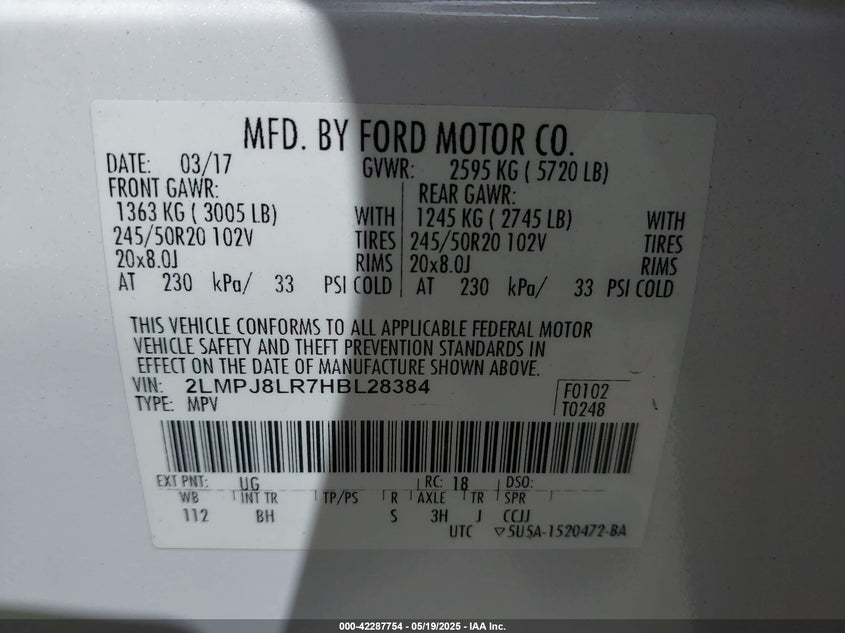 MFD. BY FORD MOTOR CO.
DATE: 03/17 GVWR: 2595 KG ( 5720 LB)
FRONT GAWR: REAR GAWR:
1363 KG ( 3005 LB) WITH 1245 KG ( 2745 LB) WITH
245/50R20 102V TIRES 245/50R20 102V TIRES
20x8.0J RIMS 20x8.0J RIMS
AT 230 kPa/ 33 PSI COLD AT 230 kPa/ 33 PSI COLD
THIS VEHICLE CONFORMS TO ALL APPLICABLE FEDERAL MOTOR
VEHICLE SAFETY AND THEFT PREVENTION STANDARDS IN
EFFECT ON THE DATE OF MANUFACTURE SHOWN ABOVE.
VIN: 2LMPJ8LR7HBL28384 F0102
TYPE: MPV T0248
EXT PNT: UG RC: 18 DSO:
WB INT TR TP/PS R AXLE TR SPR
112 BH S 3H J CCJJ
UTC ▽5U5A-1520472-BA
000-42287754 - 05/19/2025 - IAA Inc.